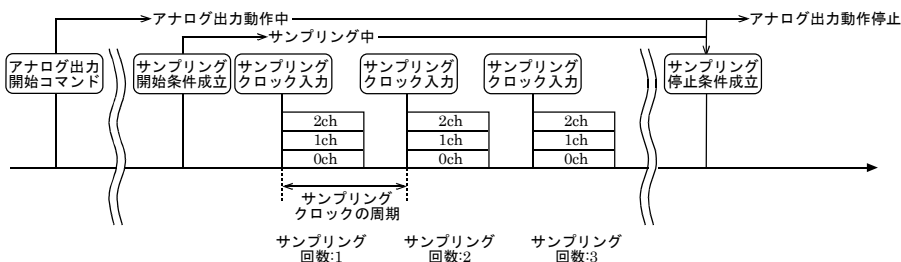 アナログ出力動作中
アナログ出力動作停止
サンプリング中
アナログ出力
開始コマンド
サンプリング
開始条件成立
サンプリング
クロック入力
サンプリング
クロック入力
サンプリング
クロック入力
サンプリング
停止条件成立
2ch
1ch
0ch
2ch
1ch
0ch
2ch
1ch
0ch
サンプリング
クロックの周期
サンプリング
回数:1
サンプリング
回数:2
サンプリング
回数:3